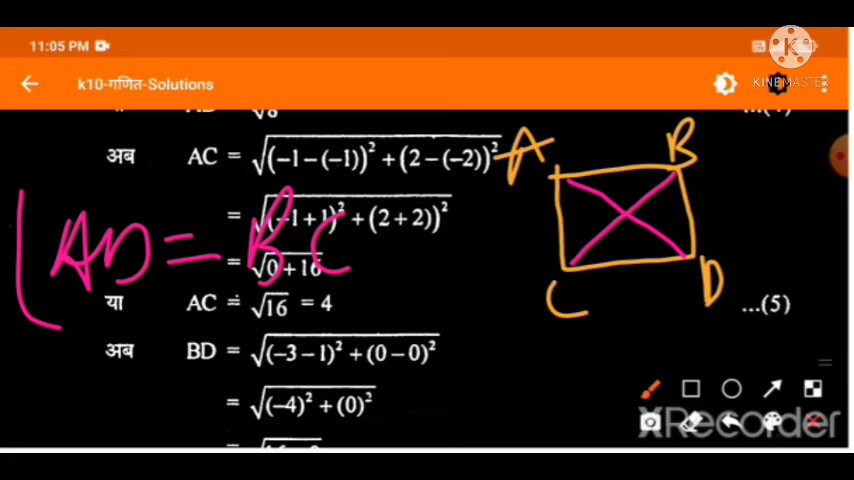 11:05 PM
K
KINEMASTER
k10-गणित-Solutions
√8
अब AC = √(-1-(-1))² + (2-(-2))²
= √(-1+1)² + (2+2))²
= √0+16
या AC = √16 = 4 ...(5)
अब BD = √(-3-1)² + (0-0)²
= √(-4)² + (0)²
AD = BC
A B
C D
XRecorder